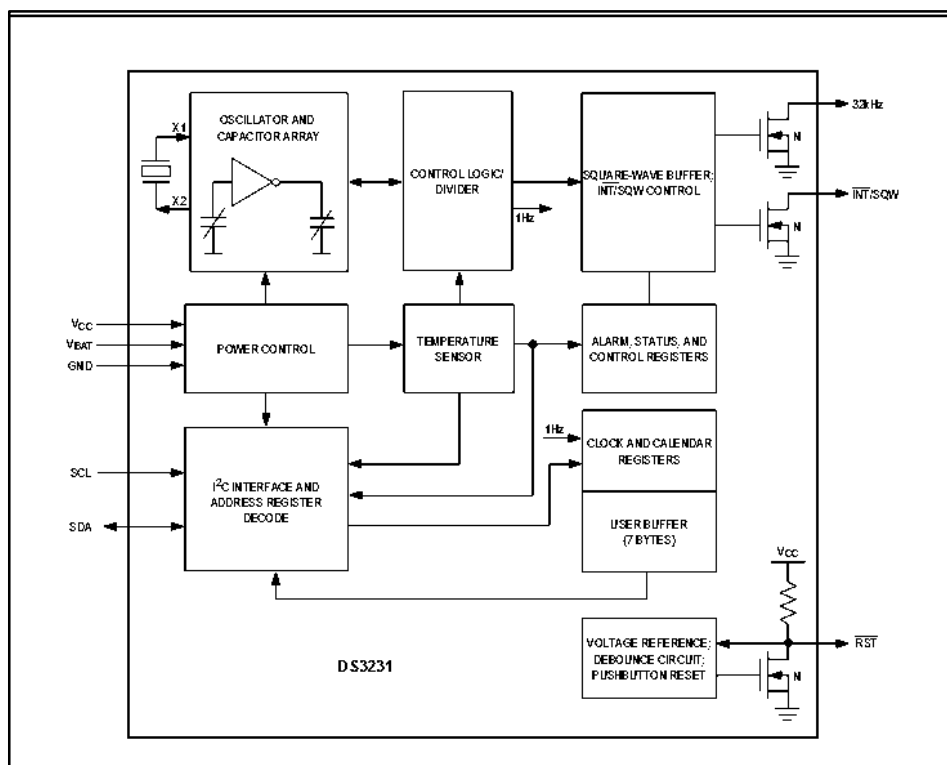 OSCILLATOR AND
CAPACITOR ARRAY
X1
X2
CONTROL LOGIC/
DIVIDER
1Hz
SQUARE-WAVE BUFFER;
INT/SQW CONTROL
32kHz
N
INT/SQW
N
VCC
VBAT
GND
POWER CONTROL
TEMPERATURE
SENSOR
ALARM, STATUS, AND
CONTROL REGISTERS
SCL
SDA
I2C INTERFACE AND
ADDRESS REGISTER
DECODE
1Hz
CLOCK AND CALENDAR
REGISTERS
USER BUFFER
(7 BYTES)
VCC
VOLTAGE REFERENCE;
DEBOUNCE CIRCUIT;
PUSHBUTTON RESET
RST
N
DS3231